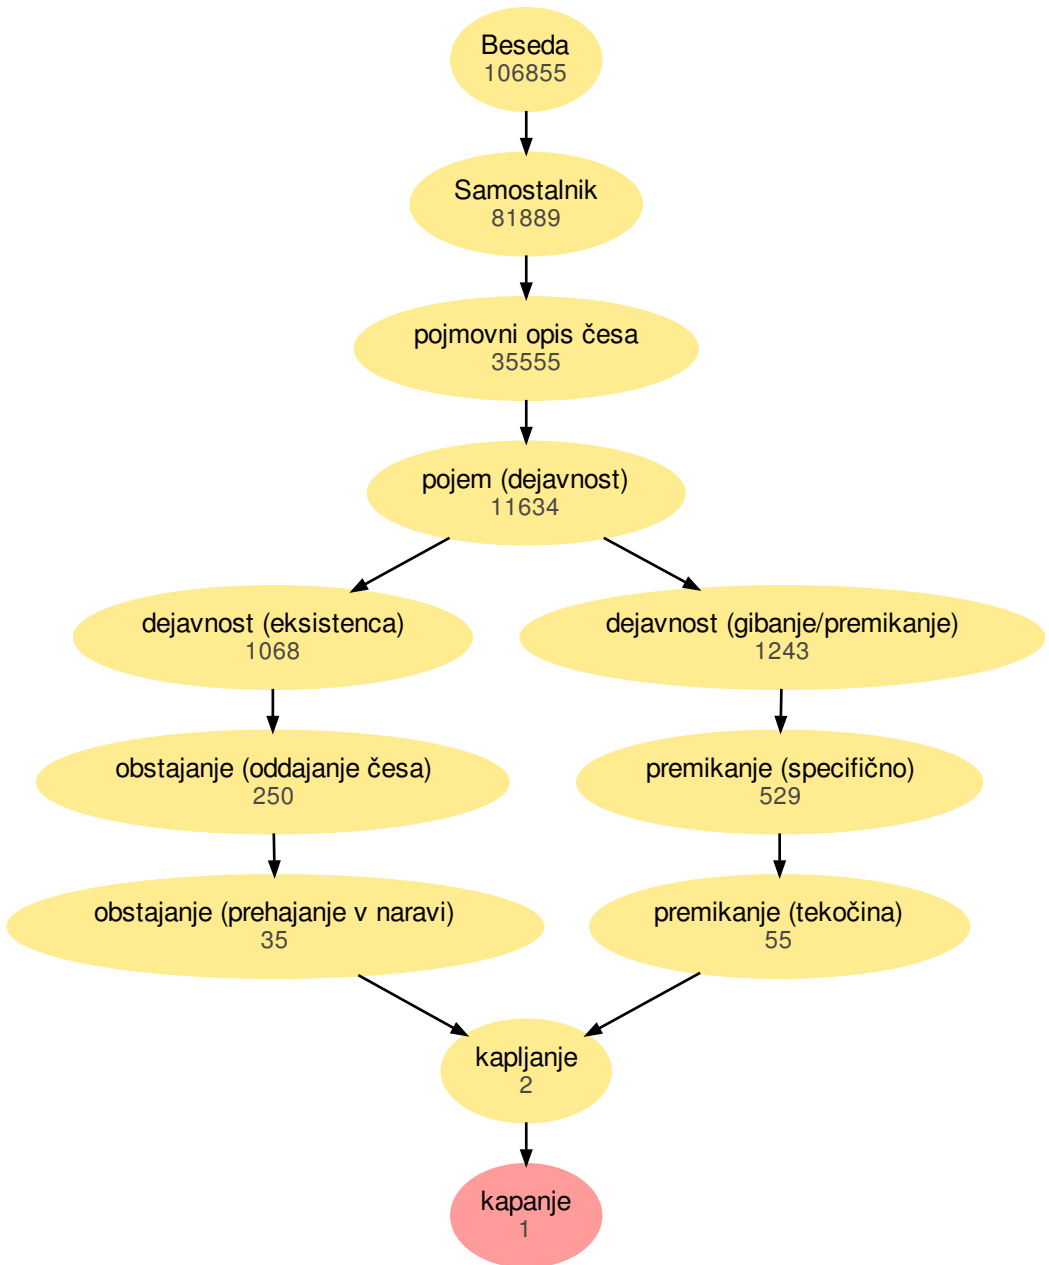 Beseda
106855
Samostalnik
81889
pojmovni opis česa
35555
pojem (dejavnost)
11634
dejavnost (eksistenca)
1068
dejavnost (gibanje/premikanje)
1243
obstajanje (oddajanje česa)
250
premikanje (specifično)
529
obstajanje (prehajanje v naravi)
35
premikanje (tekočina)
55
kapljanje
2
kapanje
1